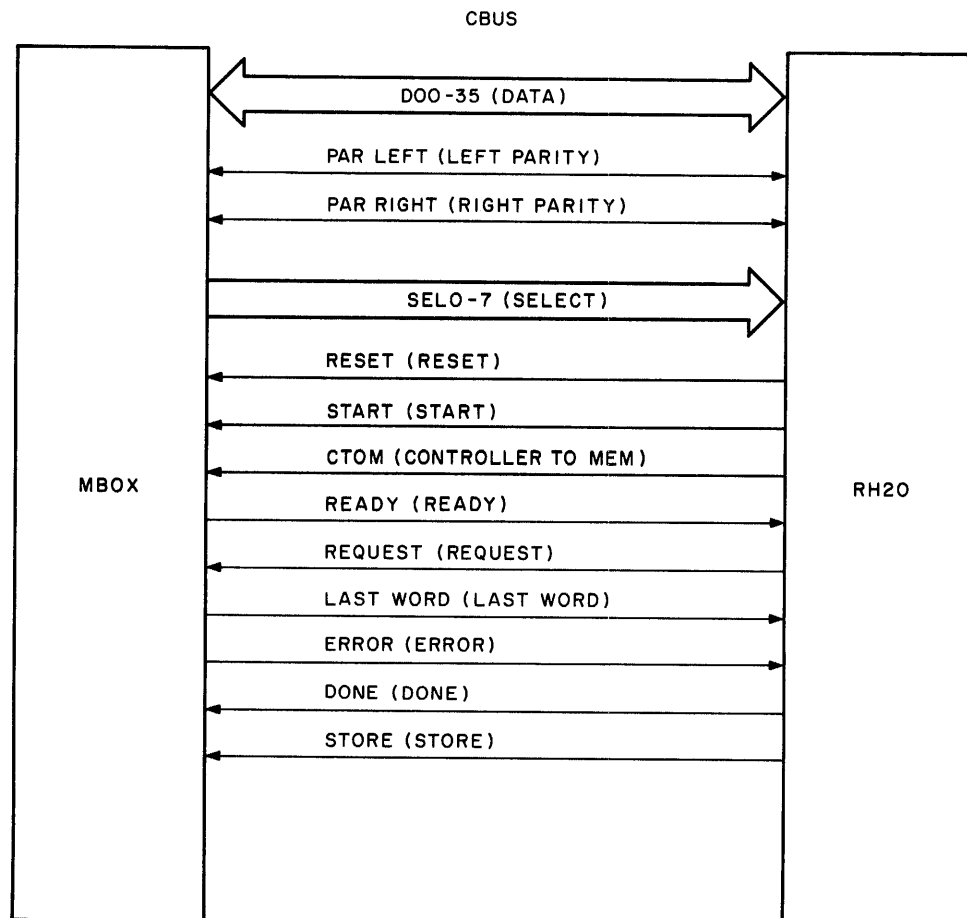 CBUS
D00-35 (DATA)
PAR LEFT (LEFT PARITY)
PAR RIGHT (RIGHT PARITY)
SEL0-7 (SELECT)
RESET (RESET)
START (START)
CTOM (CONTROLLER TO MEM)
MBOX
RH20
READY (READY)
REQUEST (REQUEST)
LAST WORD (LAST WORD)
ERROR (ERROR)
DONE (DONE)
STORE (STORE)